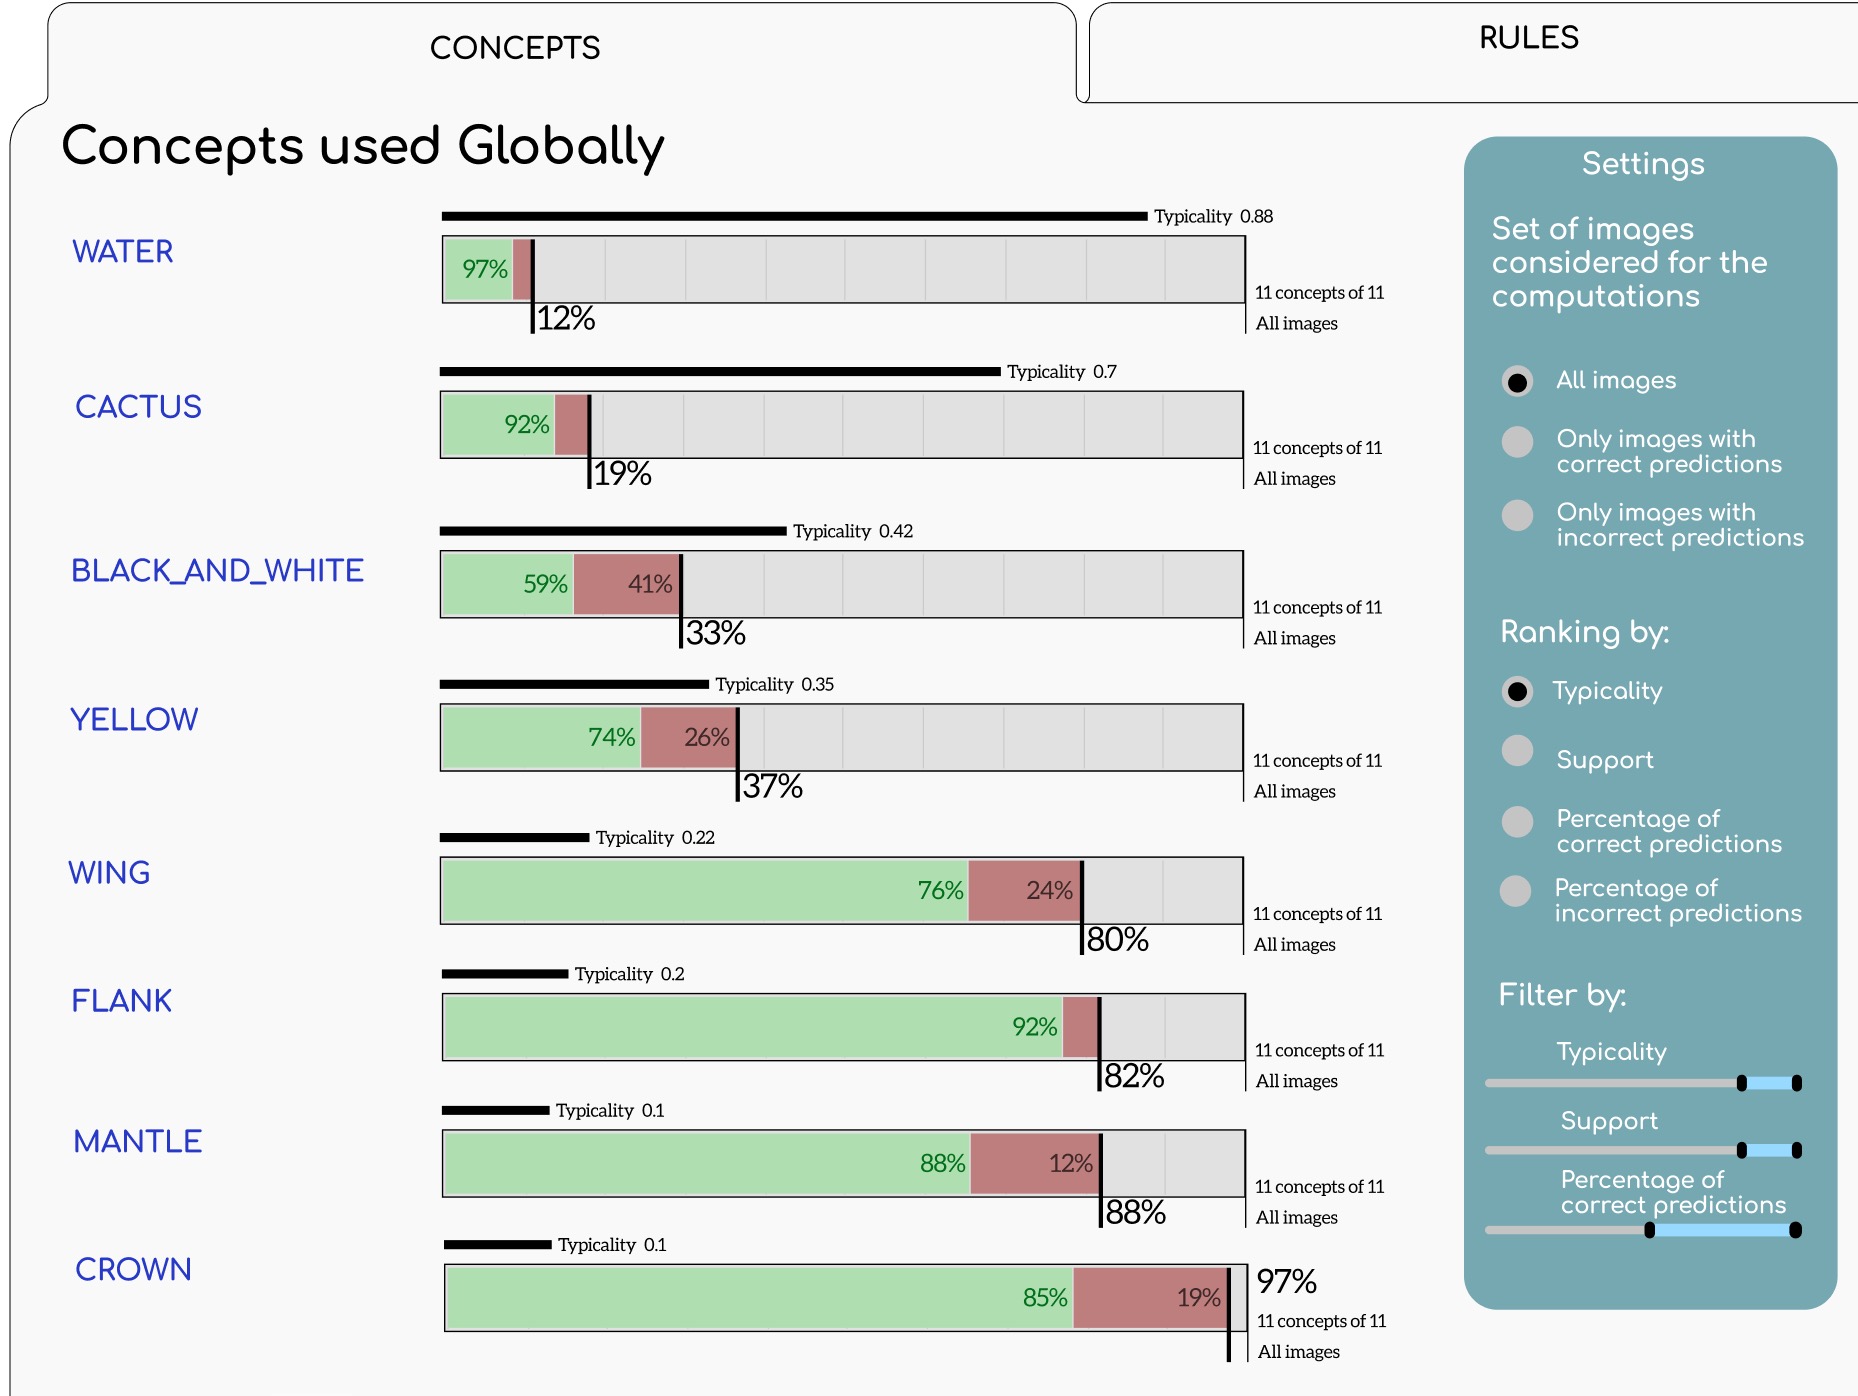 CONCEPTS
RULES
Concepts used Globally
WATER
Typicality 0.88
97%
12%
11 concepts of 11
All images
CACTUS
Typicality 0.7
92%
19%
11 concepts of 11
All images
BLACK_AND_WHITE
Typicality 0.42
59%
41%
33%
11 concepts of 11
All images
YELLOW
Typicality 0.35
74%
26%
37%
11 concepts of 11
All images
WING
Typicality 0.22
76%
24%
80%
11 concepts of 11
All images
FLANK
Typicality 0.2
92%
82%
11 concepts of 11
All images
MANTLE
Typicality 0.1
88%
12%
88%
11 concepts of 11
All images
CROWN
Typicality 0.1
85%
19%
97%
11 concepts of 11
All images
Settings
Set of images
considered for the
computations
All images
Only images with
correct predictions
Only images with
incorrect predictions
Ranking by:
Typicality
Support
Percentage of
correct predictions
Percentage of
incorrect predictions
Filter by:
Typicality
Support
Percentage of
correct predictions